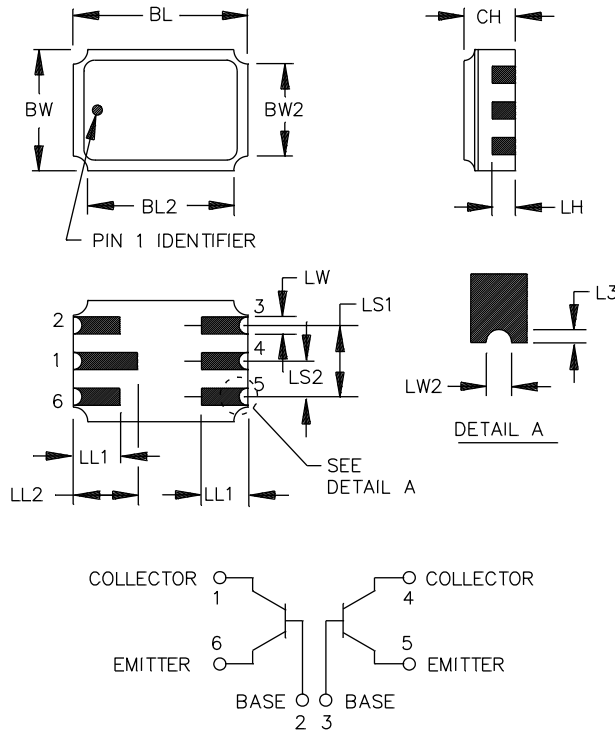 BL
CH
BW
BW2
BL2
LH
PIN 1 IDENTIFIER
LW
L3
2
3
LS1
1
4
LS2
LW2
6
5
DETAIL A
LL1
SEE
DETAIL A
LL2
LL1
COLLECTOR
1
COLLECTOR
4
6
5
EMITTER
EMITTER
BASE
BASE
2
3